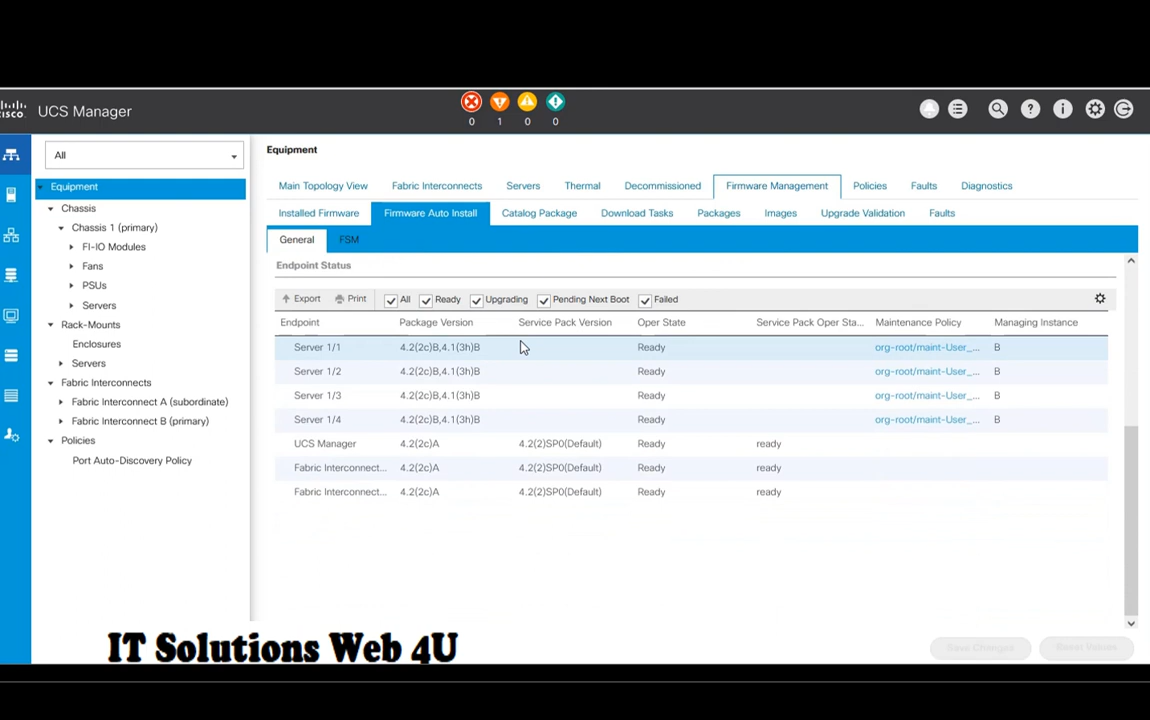 cisco UCS Manager
0 1 0 0
All
Equipment
Chassis
Chassis 1 (primary)
FI-IO Modules
Fans
PSUs
Servers
Rack-Mounts
Enclosures
Servers
Fabric Interconnects
Fabric Interconnect A (subordinate)
Fabric Interconnect B (primary)
Policies
Port Auto-Discovery Policy
Equipment
Main Topology View Fabric Interconnects Servers Thermal Decommissioned Firmware Management Policies Faults Diagnostics
Installed Firmware Firmware Auto Install Catalog Package Download Tasks Packages Images Upgrade Validation Faults
General FSM
Endpoint Status
Export Print All Ready Upgrading Pending Next Boot Failed
Endpoint Package Version Service Pack Version Oper State Service Pack Oper Sta... Maintenance Policy Managing Instance
Server 1/1 4.2(2c)B,4.1(3h)B Ready org-root/maint-User_... B
Server 1/2 4.2(2c)B,4.1(3h)B Ready org-root/maint-User_... B
Server 1/3 4.2(2c)B,4.1(3h)B Ready org-root/maint-User_... B
Server 1/4 4.2(2c)B,4.1(3h)B Ready org-root/maint-User_... B
UCS Manager 4.2(2c)A 4.2(2)SP0(Default) Ready ready
Fabric Interconnect... 4.2(2c)A 4.2(2)SP0(Default) Ready ready
Fabric Interconnect... 4.2(2c)A 4.2(2)SP0(Default) Ready ready
Save Changes Reset Values
IT Solutions Web 4U